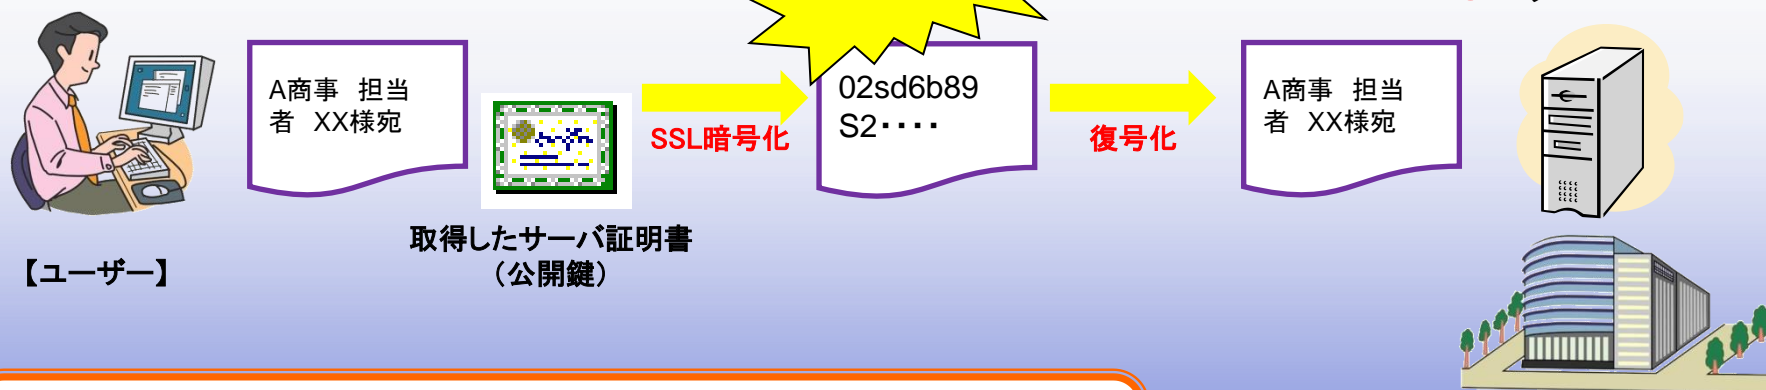 A商事　担当
者　XX様宛
SSL暗号化
02sd6b89
S2・・・・
復号化
A商事　担当
者　XX様宛
取得したサーバ証明書
（公開鍵）
【ユーザー】